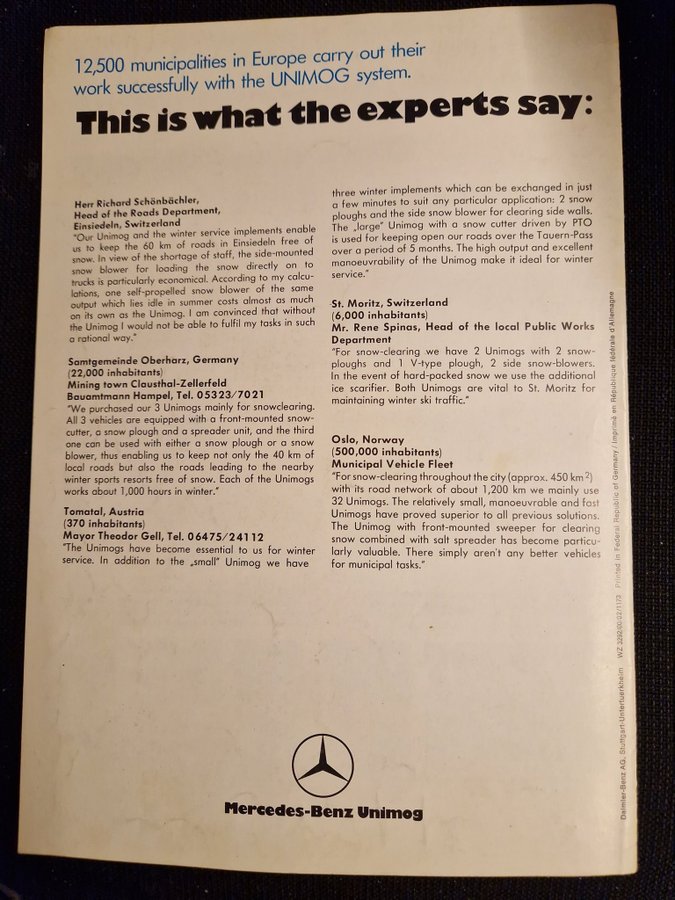 12,500 municipalities in Europe carry out their
work successfully with the UNIMOG system.
This is what the experts say:
Herr Richard Schönbächler,
Head of the Roads Department,
Einsiedeln, Switzerland
"Our Unimog and the winter service implements enable
us to keep the 60 km of roads in Einsiedeln free of
snow. In view of the shortage of staff, the side-mounted
snow blower for loading the snow directly on to
trucks is particularly economical. According to my calcu-
lations, one self-propelled snow blower of the same
output which lies idle in summer costs almost as much
on its own as the Unimog. I am convinced that without
the Unimog I would not be able to fulfil my tasks in such
a rational way."
Samtgemeinde Oberharz, Germany
(22,000 inhabitants)
Mining town Clausthal-Zellerfeld
Bauamtmann Hampel, Tel. 05323/7021
"We purchased our 3 Unimogs mainly for snowclearing.
All 3 vehicles are equipped with a front-mounted snow-
cutter, a snow plough and a spreader unit, and the third
one can be used with either a snow plough or a snow
blower, thus enabling us to keep not only the 40 km of
local roads but also the roads leading to the nearby
winter sports resorts free of snow. Each of the Unimogs
works about 1,000 hours in winter."
Tomatal, Austria
(370 inhabitants)
Mayor Theodor Gell, Tel. 06475/24112
"The Unimogs have become essential to us for winter
service. In addition to the „small" Unimog we have
three winter implements which can be exchanged in just
a few minutes to suit any particular application: 2 snow
ploughs and the side snow blower for clearing side walls.
The „large" Unimog with a snow cutter driven by PTO
is used for keeping open our roads over the Tauern-Pass
over a period of 5 months. The high output and excellent
manoeuvrability of the Unimog make it ideal for winter
service."
St. Moritz, Switzerland
(6,000 inhabitants)
Mr. Rene Spinas, Head of the local Public Works
Department
"For snow-clearing we have 2 Unimogs with 2 snow-
ploughs and 1 V-type plough, 2 side snow-blowers.
In the event of hard-packed snow we use the additional
ice scarifier. Both Unimogs are vital to St. Moritz for
maintaining winter ski traffic."
Oslo, Norway
(500,000 inhabitants)
Municipal Vehicle Fleet
"For snow-clearing throughout the city (approx. 450 km²)
with its road network of about 1,200 km we mainly use
32 Unimogs. The relatively small, manoeuvrable and fast
Unimogs have proved superior to all previous solutions.
The Unimog with front-mounted sweeper for clearing
snow combined with salt spreader has become particu-
larly valuable. There simply aren't any better vehicles
for municipal tasks."
Mercedes-Benz Unimog
Daimler-Benz AG, Stuttgart-Untertuerkheim WZ 3292/00/02/1173 Printed in Federal Republic of Germany / Imprimé en République fédérale d'Allemagne